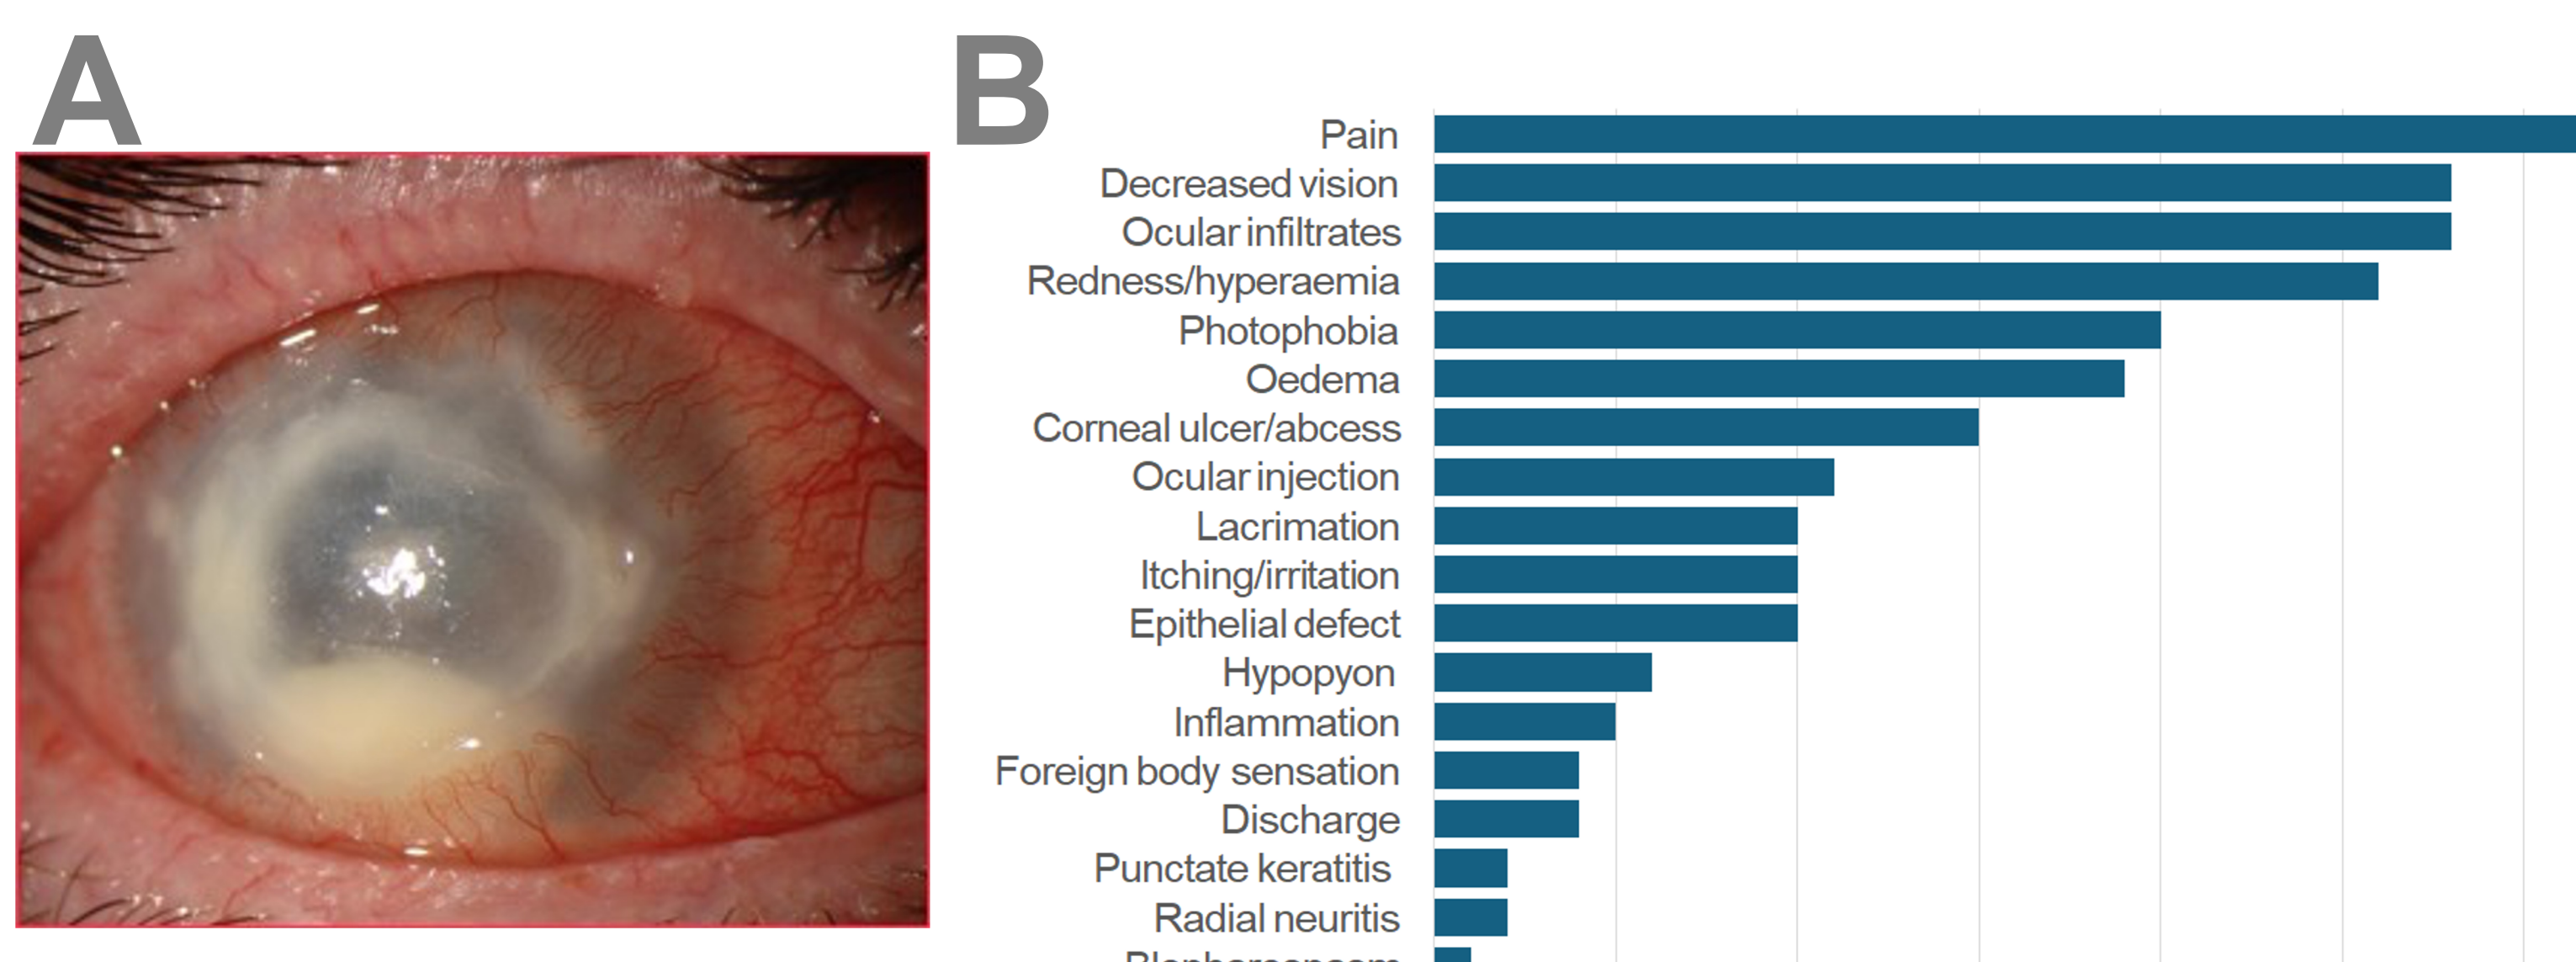 A
B
Pain
Decreased vision
Ocular infiltrates
Redness/hyperaemia
Photophobia
Oedema
Corneal ulcer/abcess
Ocular injection
Lacrimation
Itching/irritation
Epithelial defect
Hypopyon
Inflammation
Foreign body sensation
Discharge
Punctate keratitis
Radial neuritis